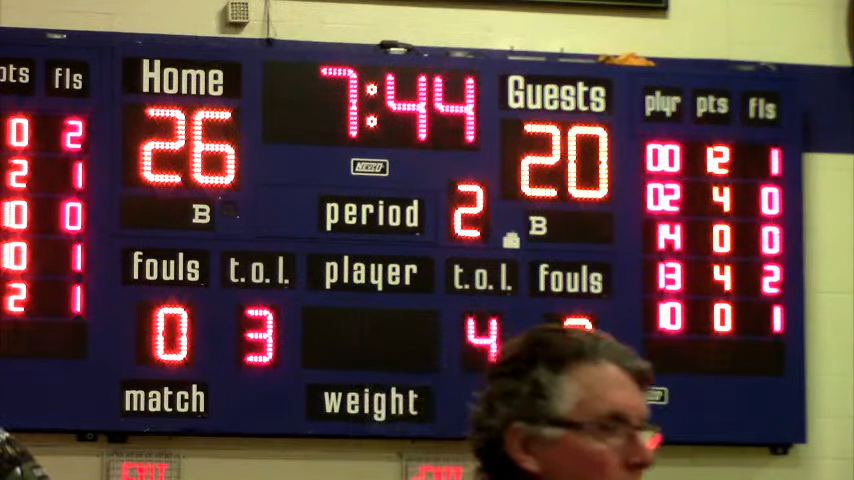 pts fls Home 7:44 Guests plyr pts fls
26 20
0 2 00 12 1
2 1 02 4 0
10 0 B period 2 B 14 0 0
10 1 fouls t.o.l. player t.o.l. fouls 13 4 2
2 1 0 3 4 10 0 1
match weight
EXIT